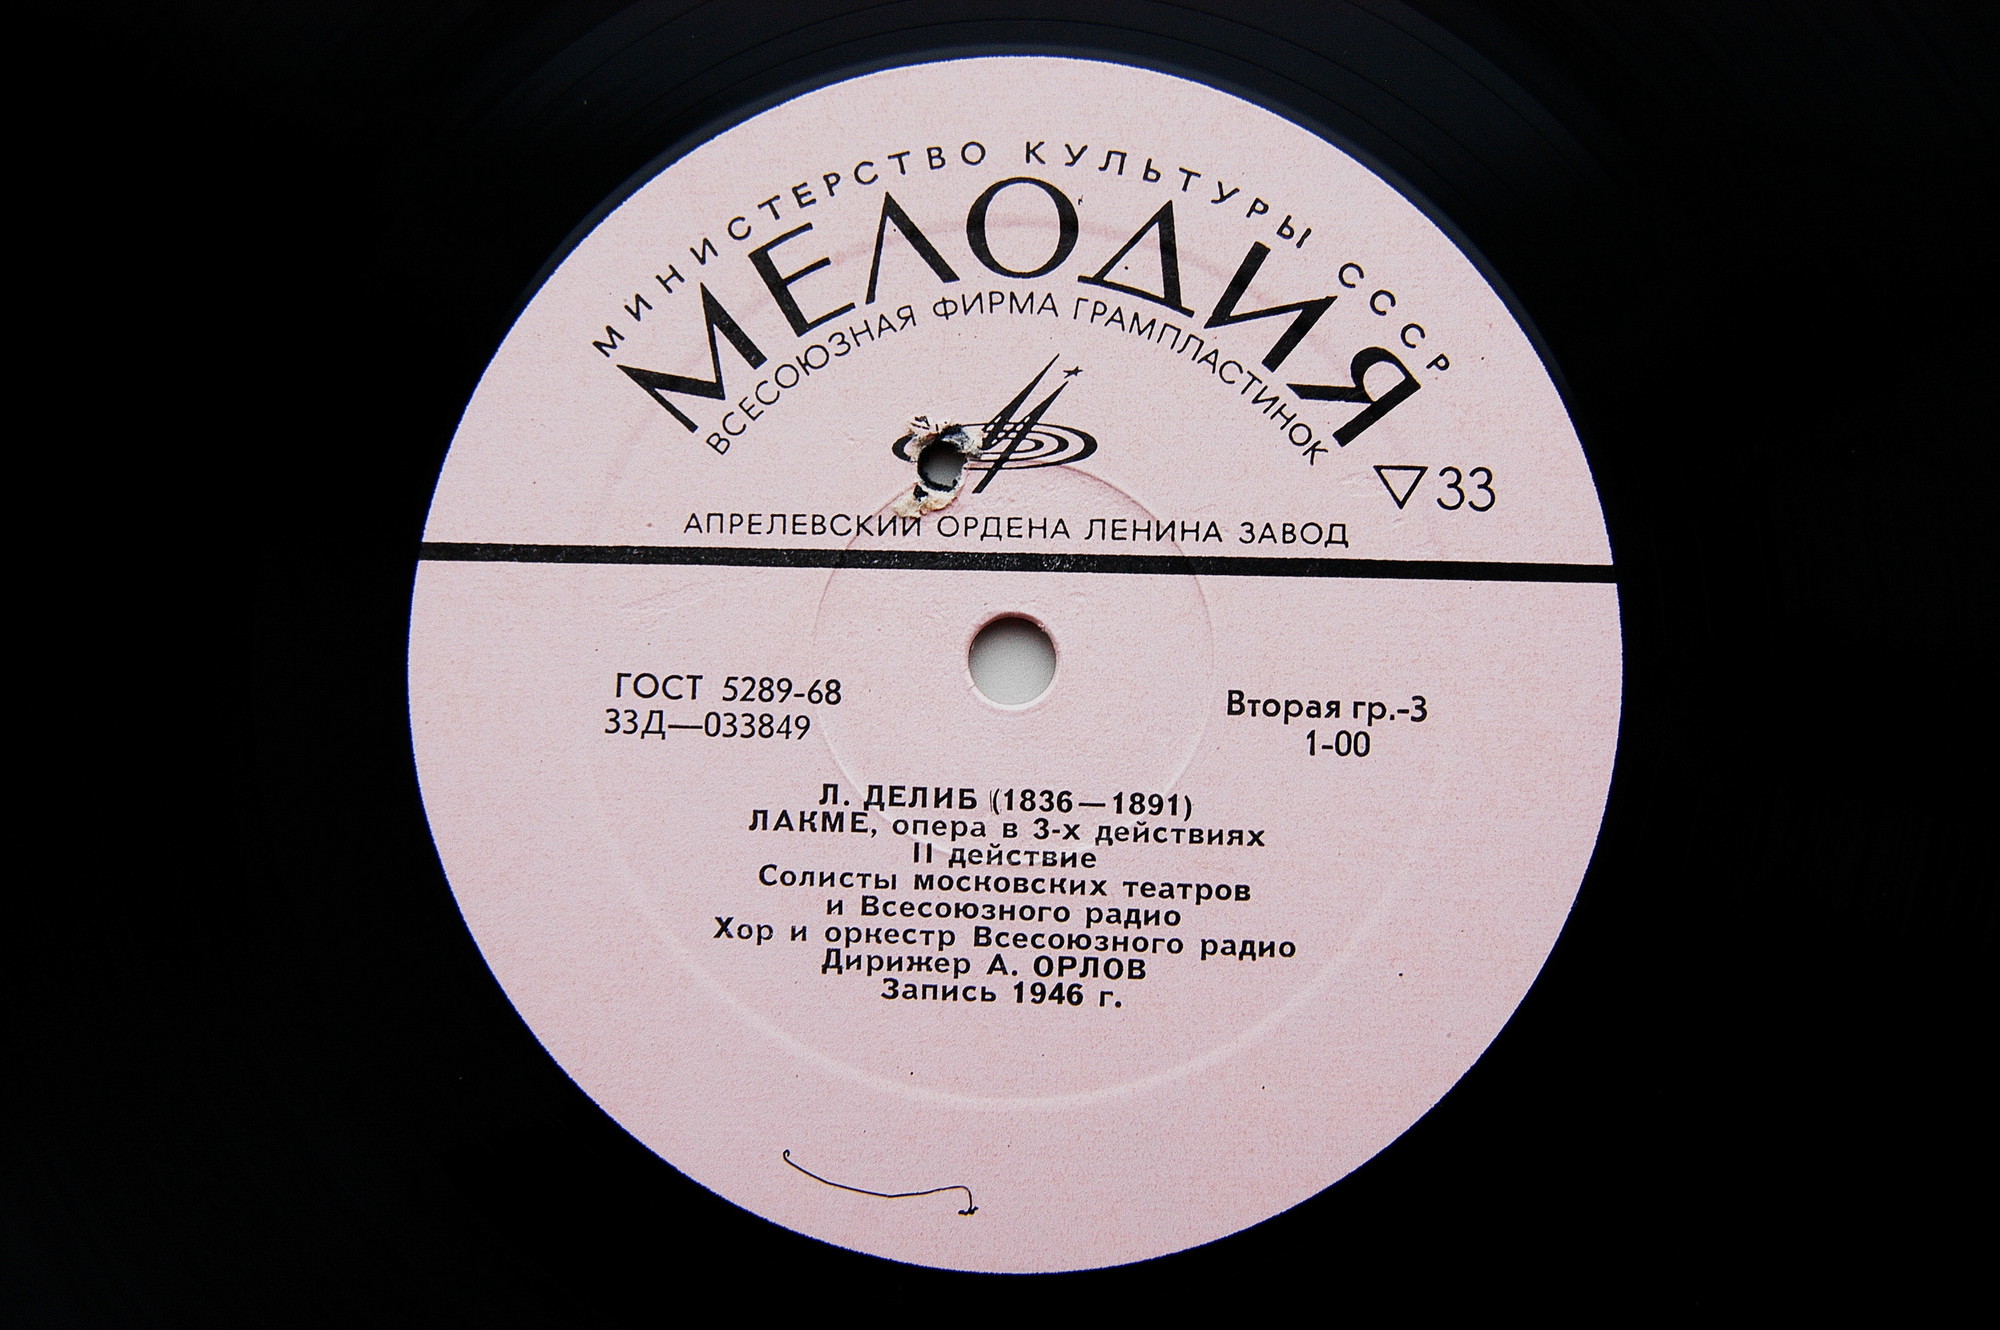 МИНИСТЕРСТВО КУЛЬТУРЫ СССР
МЕЛОДИЯ
ВСЕСОЮЗНАЯ ФИРМА ГРАМПЛАСТИНОК
▽33
АПРЕЛЕВСКИЙ ОРДЕНА ЛЕНИНА ЗАВОД
ГОСТ 5289-68
33Д—033849
Вторая гр.-3
1-00
Л. ДЕЛИБ (1836—1891)
ЛАКМЕ, опера в 3-х действиях
II действие
Солисты московских театров
и Всесоюзного радио
Хор и оркестр Всесоюзного радио
Дирижер А. ОРЛОВ
Запись 1946 г.